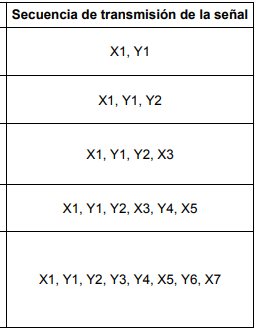 Secuencia de transmisión de la señal
X1, Y1
X1, Y1, Y2
X1, Y1, Y2, X3
X1, Y1, Y2, X3, Y4, X5
X1, Y1, Y2, Y3, Y4, X5, Y6, X7